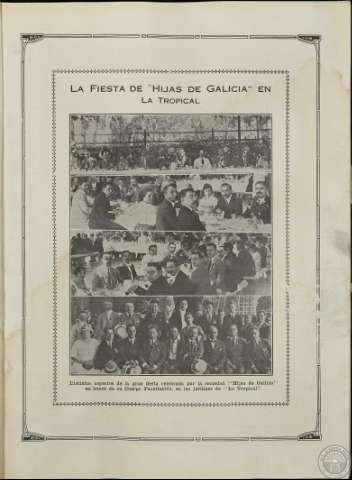 LA FIESTA DE "HIJAS DE GALICIA" EN
LA TROPICAL
Distintos aspectos de la gran fiesta celebrada por la sociedad "Hijas de Galicia"
en honor de su Cuerpo Facultativo, en los jardines de "La Tropical"